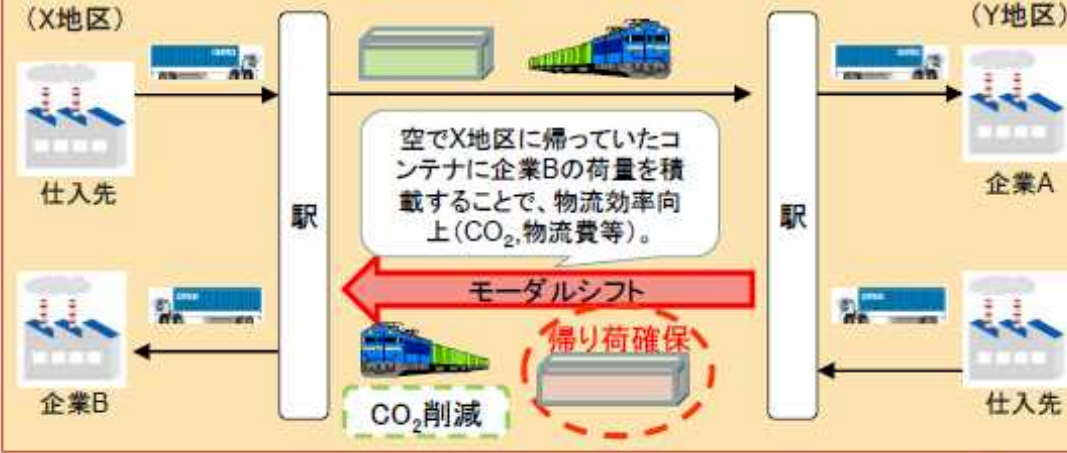 (X地区)
(Y地区)
仕入先
企業A
駅
駅
空でX地区に帰っていたコ
ンテナに企業Bの荷量を積
載することで、物流効率向
上(CO₂,物流費等)。
モーダルシフト
帰り荷確保
企業B
CO₂削減
仕入先